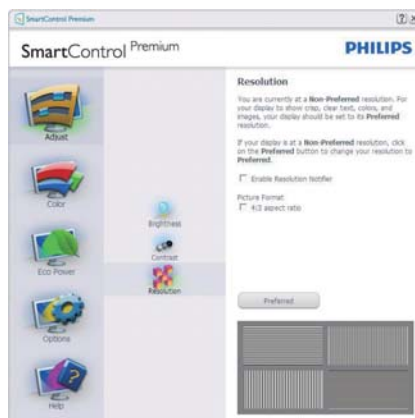 SmartControl Premium
SmartControl Premium
PHILIPS
Adjust
Color
Eco Power
Options
Help
Brightness
Contrast
Resolution
Resolution
You are currently at a Non-Preferred resolution. For
your display to show crisp, clear text, colors, and
images, your display should be set to its Preferred
resolution.
If your display is at a Non-Preferred resolution, click
on the Preferred button to change your resolution to
Preferred.
Enable Resolution Notifier
Picture Format
4:3 aspect ratio
Preferred